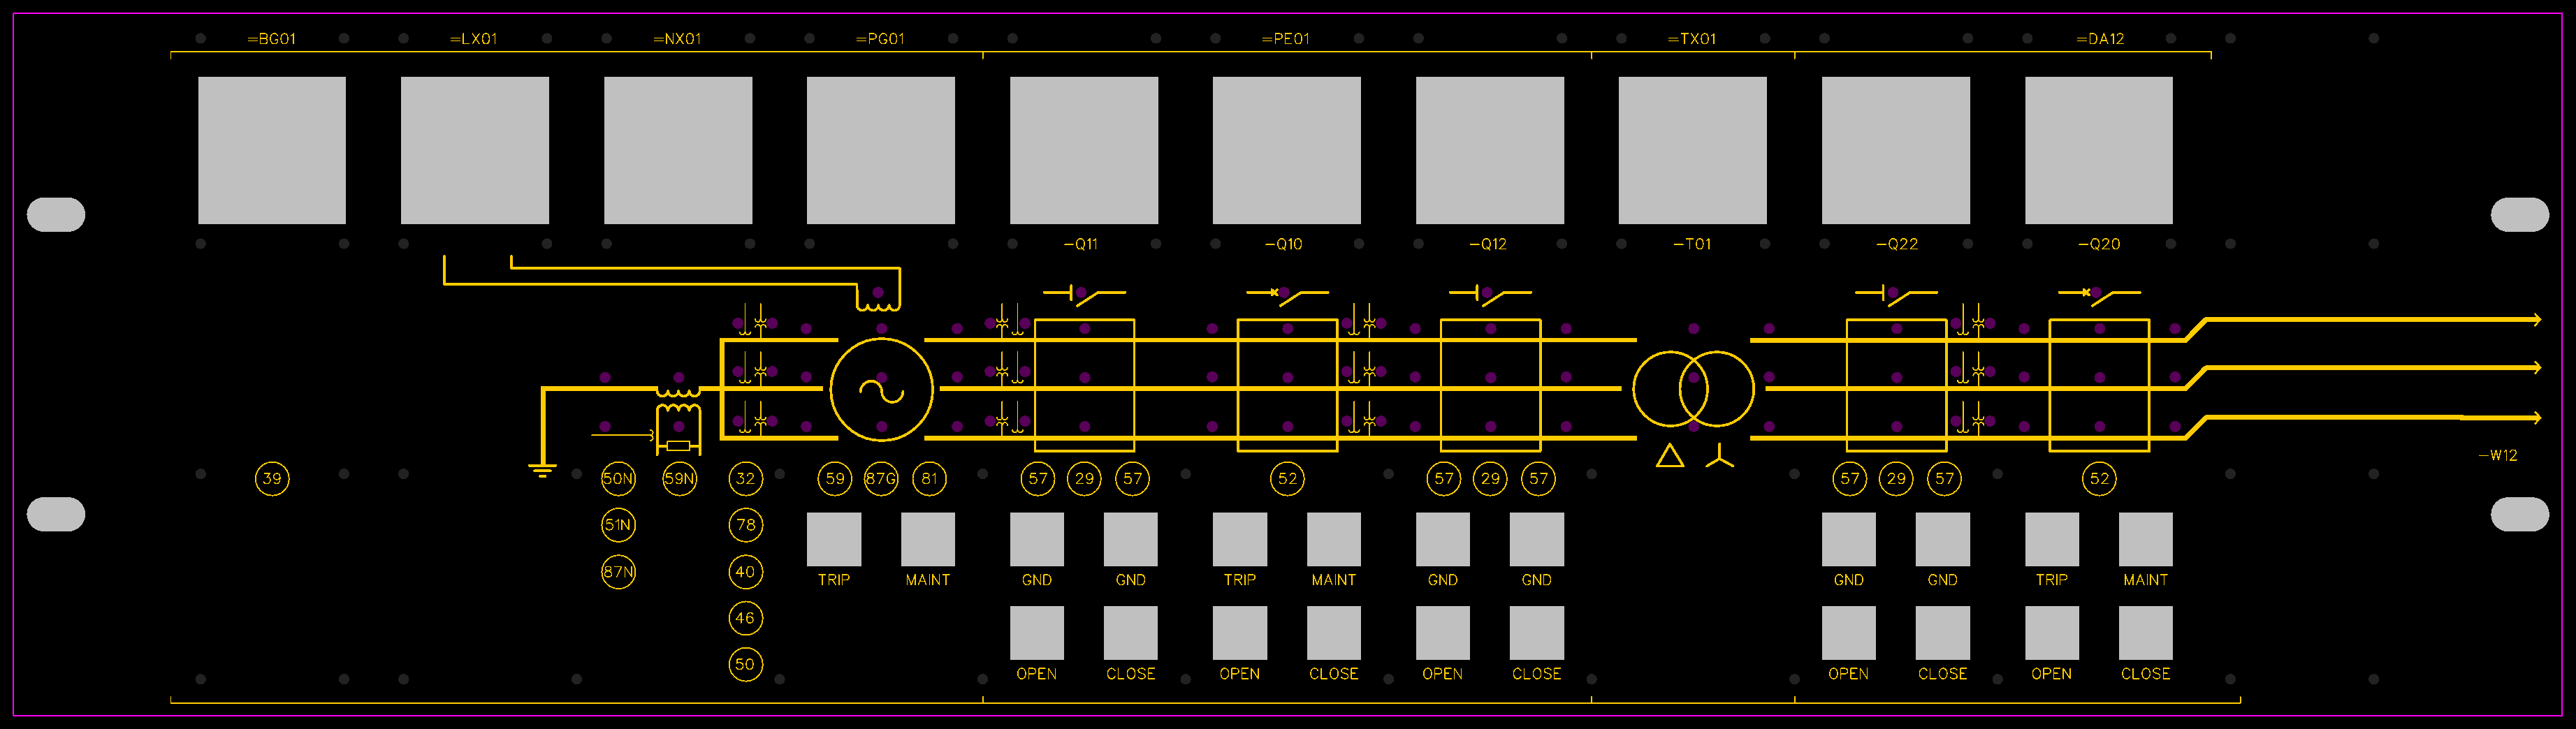 =BG01 =LX01 =NX01 =PG01 =PE01 =TX01 =DA12
-Q11 -Q10 -Q12 -T01 -Q22 -Q20
-W12
39 50N 59N 32 59 87G 81 57 29 57 52 57 29 57 57 29 57 52
51N 78
87N 40
TRIP MAINT GND GND TRIP MAINT GND GND GND GND TRIP MAINT
46
50
OPEN CLOSE OPEN CLOSE OPEN CLOSE OPEN CLOSE OPEN CLOSE